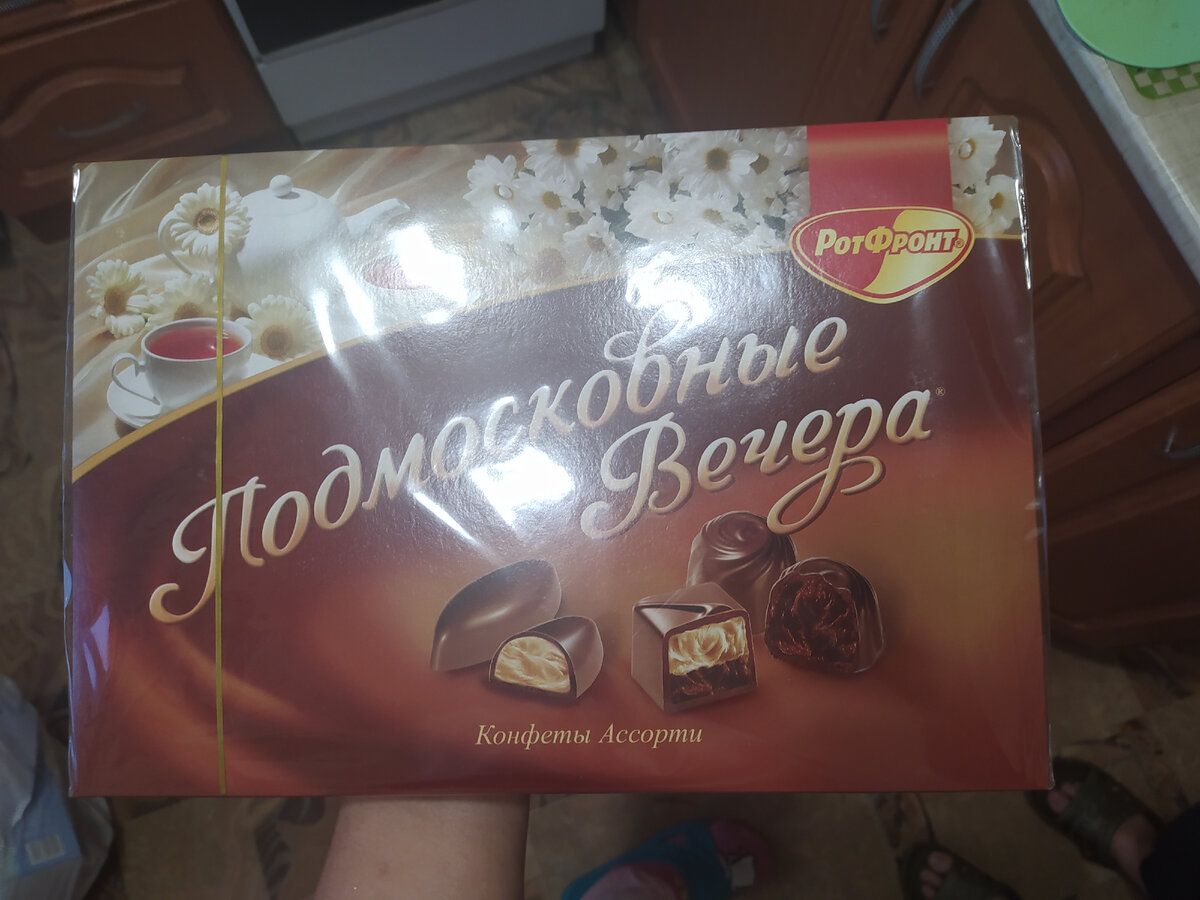 РотФронт®
Подмосковные
Вечера®
Конфеты Ассорти